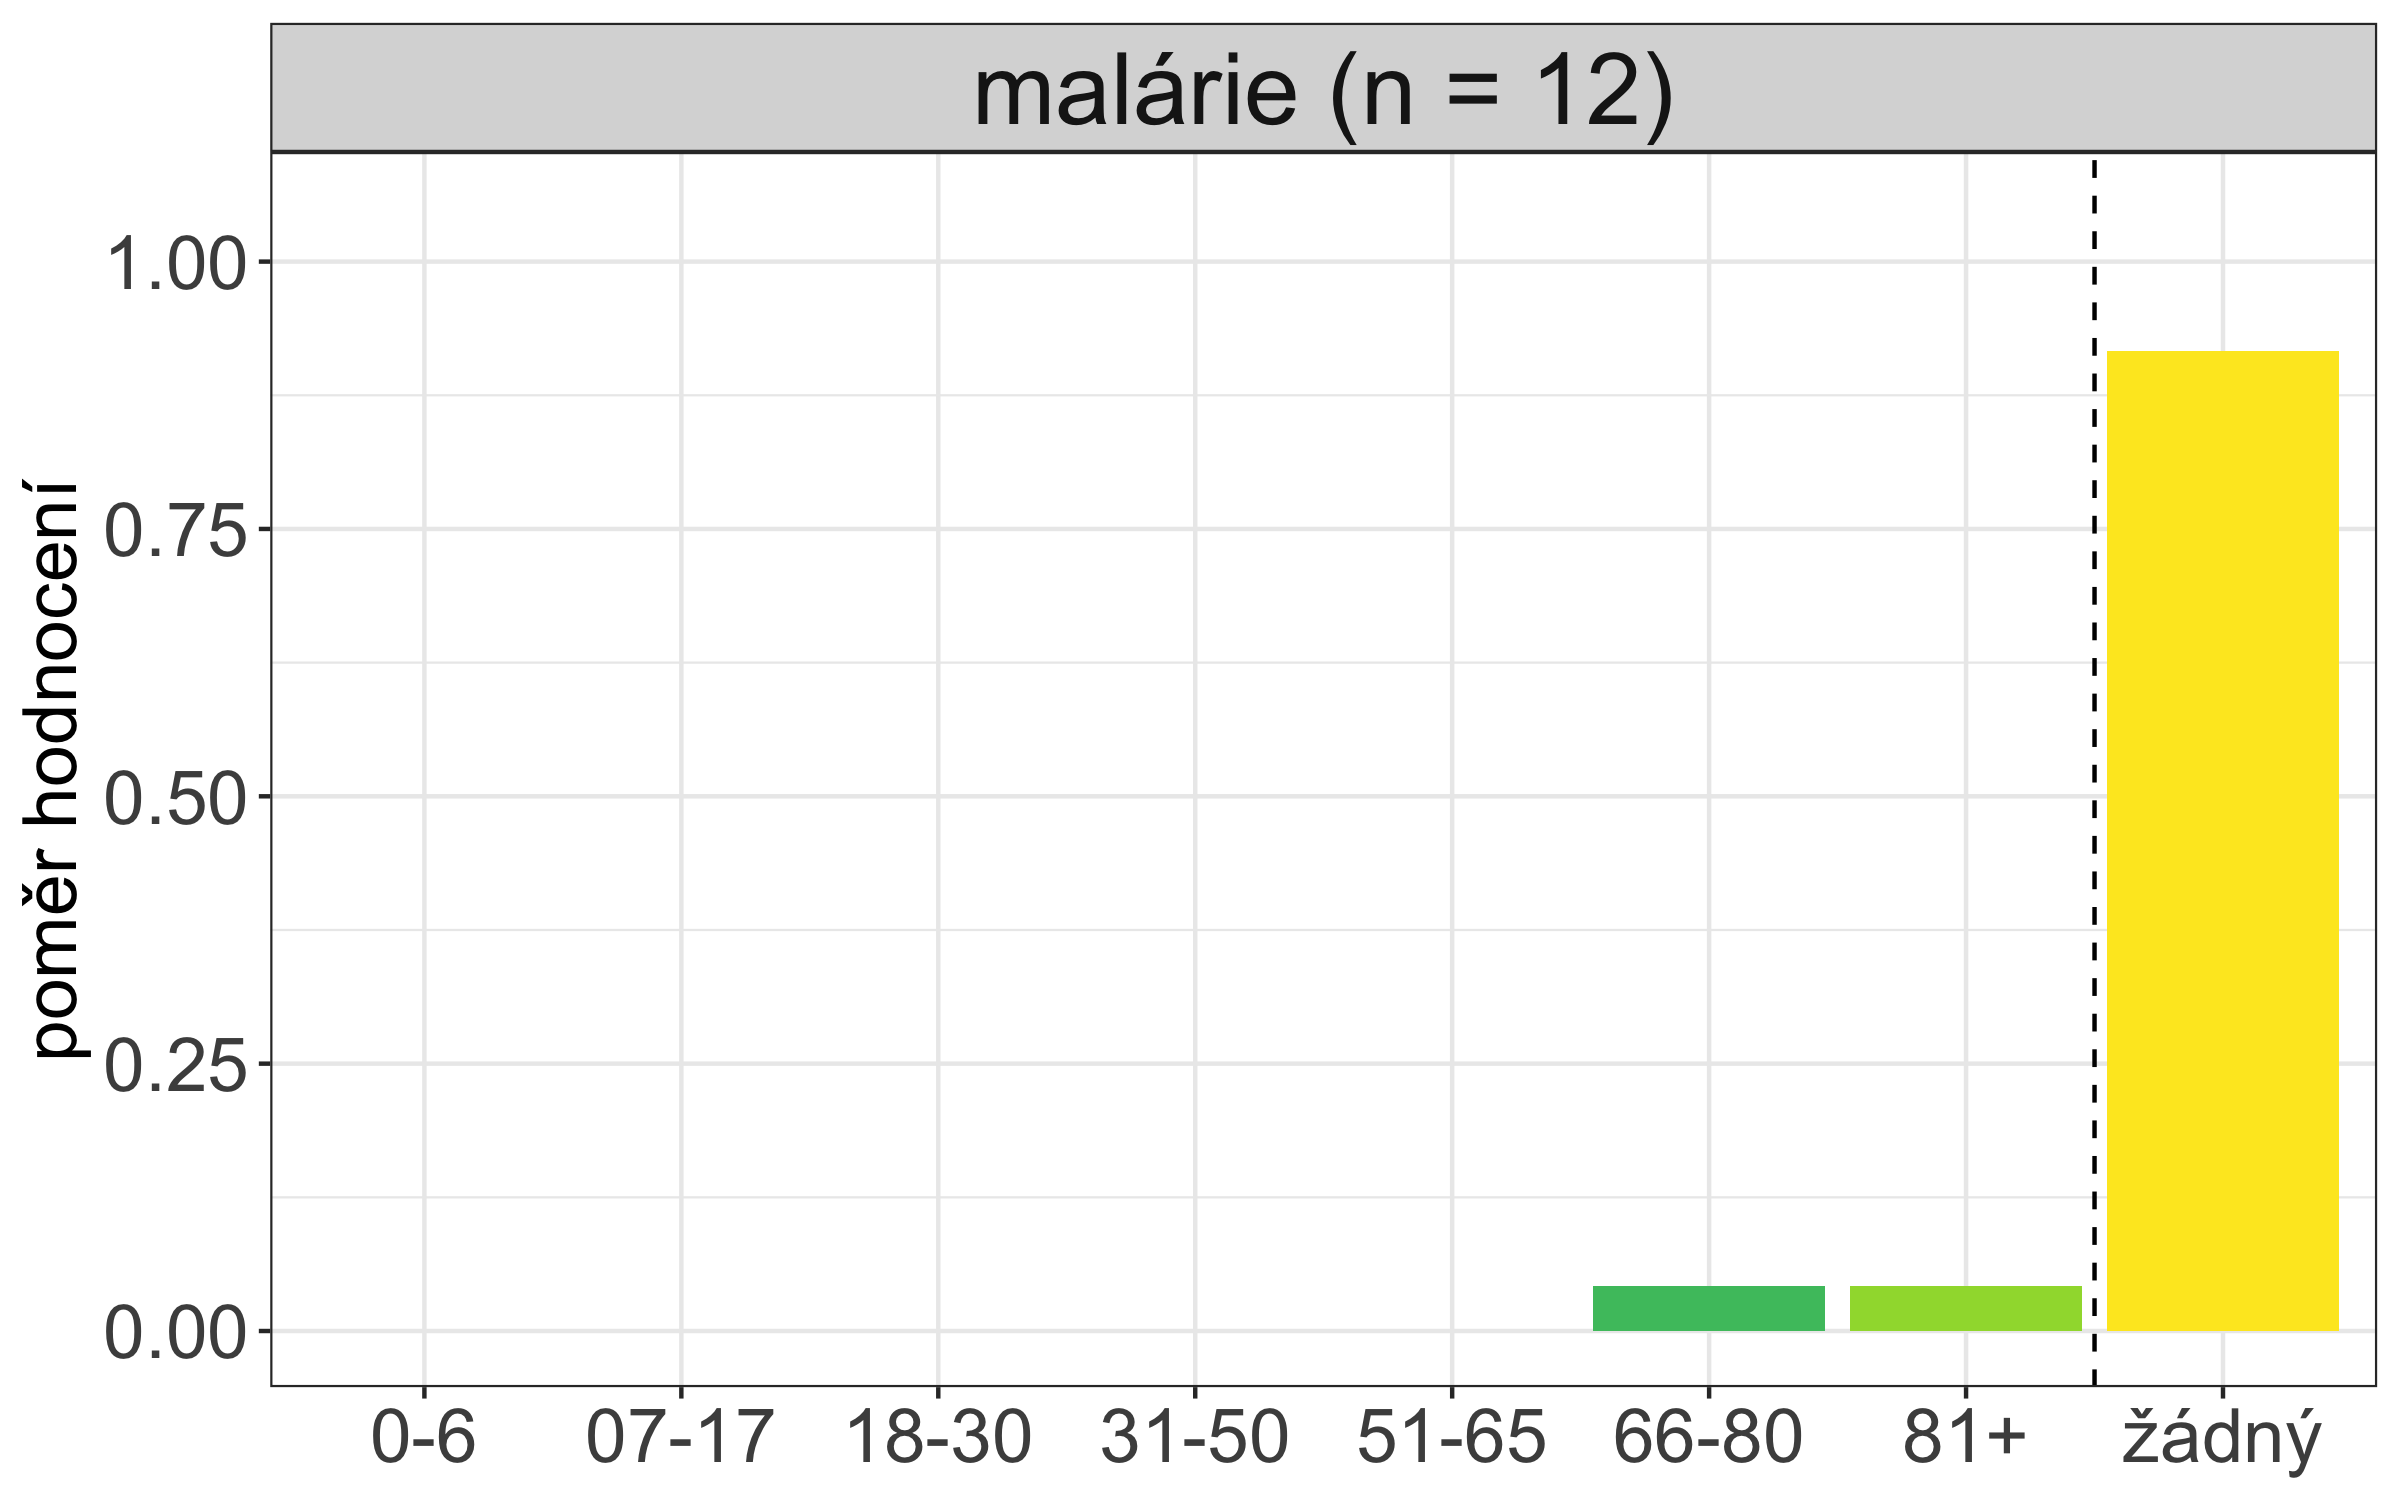 malárie (n = 12)
poměr hodnocení
1.00
0.75
0.50
0.25
0.00
0-6 07-17 18-30 31-50 51-65 66-80 81+ žádný